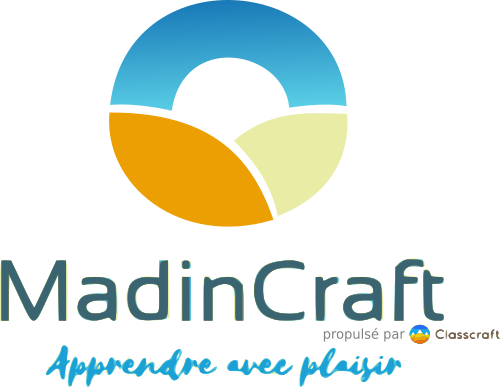 MadinCraft
propulsé par Classcraft
Apprendre avec plaisir